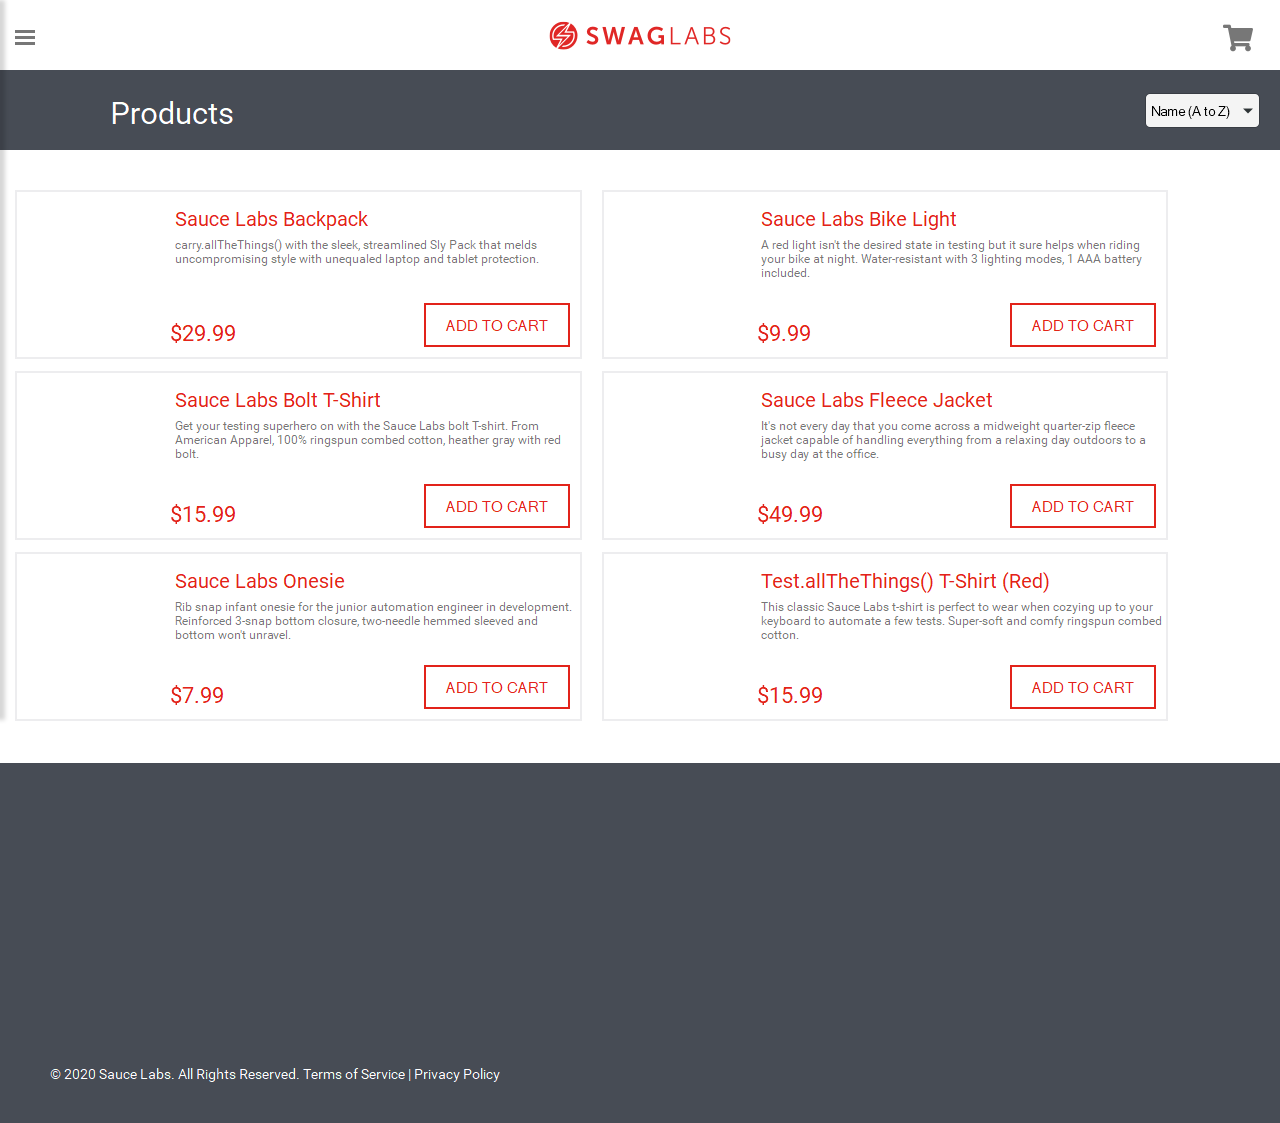 SWAGLABS
Products
Name (A to Z)
Sauce Labs Backpack
carry.allTheThings() with the sleek, streamlined Sly Pack that melds
uncompromising style with unequaled laptop and tablet protection.
$29.99
ADD TO CART
Sauce Labs Bike Light
A red light isn't the desired state in testing but it sure helps when riding
your bike at night. Water-resistant with 3 lighting modes, 1 AAA battery
included.
$9.99
ADD TO CART
Sauce Labs Bolt T-Shirt
Get your testing superhero on with the Sauce Labs bolt T-shirt. From
American Apparel, 100% ringspun combed cotton, heather gray with red
bolt.
$15.99
ADD TO CART
Sauce Labs Fleece Jacket
It's not every day that you come across a midweight quarter-zip fleece
jacket capable of handling everything from a relaxing day outdoors to a
busy day at the office.
$49.99
ADD TO CART
Sauce Labs Onesie
Rib snap infant onesie for the junior automation engineer in development.
Reinforced 3-snap bottom closure, two-needle hemmed sleeved and
bottom won't unravel.
$7.99
ADD TO CART
Test.allTheThings() T-Shirt (Red)
This classic Sauce Labs t-shirt is perfect to wear when cozying up to your
keyboard to automate a few tests. Super-soft and comfy ringspun combed
cotton.
$15.99
ADD TO CART
© 2020 Sauce Labs. All Rights Reserved. Terms of Service | Privacy Policy